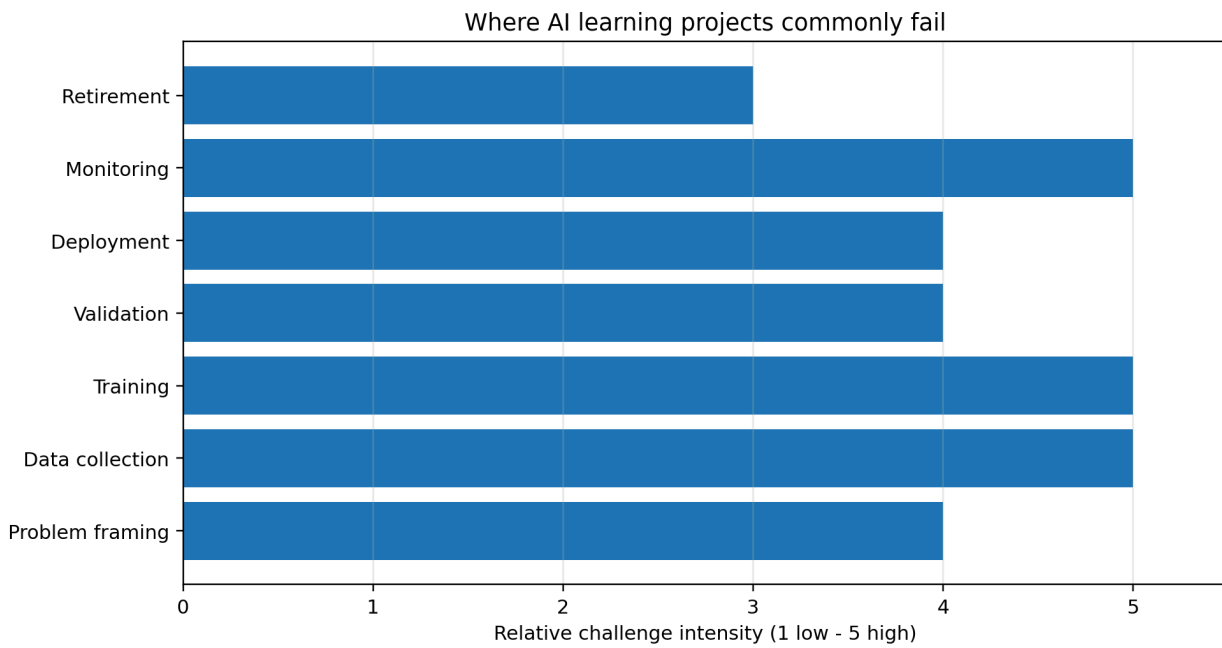 Where AI learning projects commonly fail
Retirement
Monitoring
Deployment
Validation
Training
Data collection
Problem framing
0 1 2 3 4 5
Relative challenge intensity (1 low - 5 high)